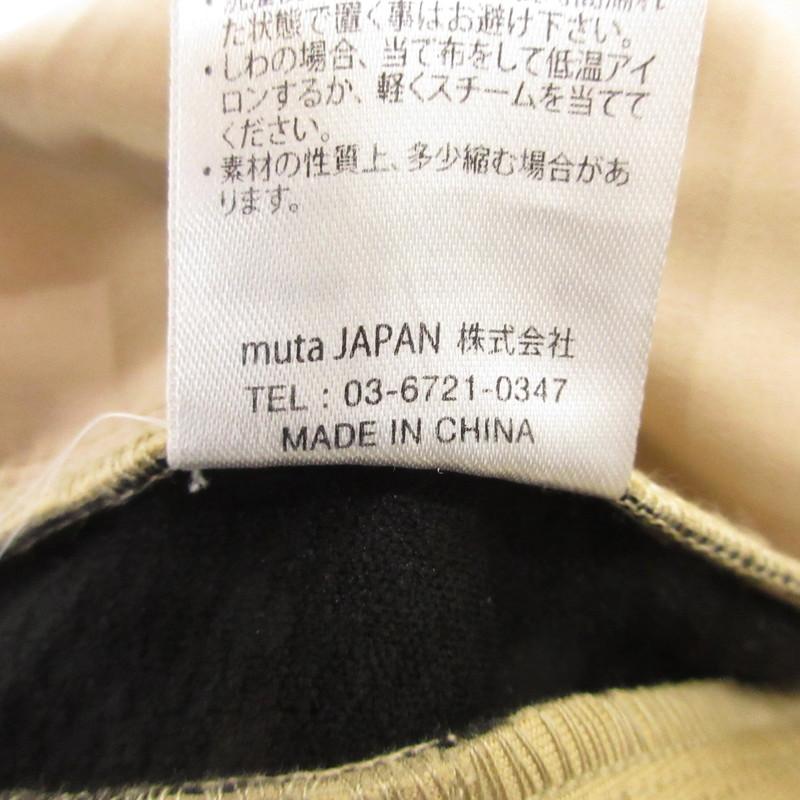 た状態で置く事はお避け下さい。
・しわの場合、当て布をして低温アイ
ロンするか、軽くスチームを当てて
ください。
・素材の性質上、多少縮む場合があ
ります。
muta JAPAN 株式会社
TEL : 03-6721-0347
MADE IN CHINA